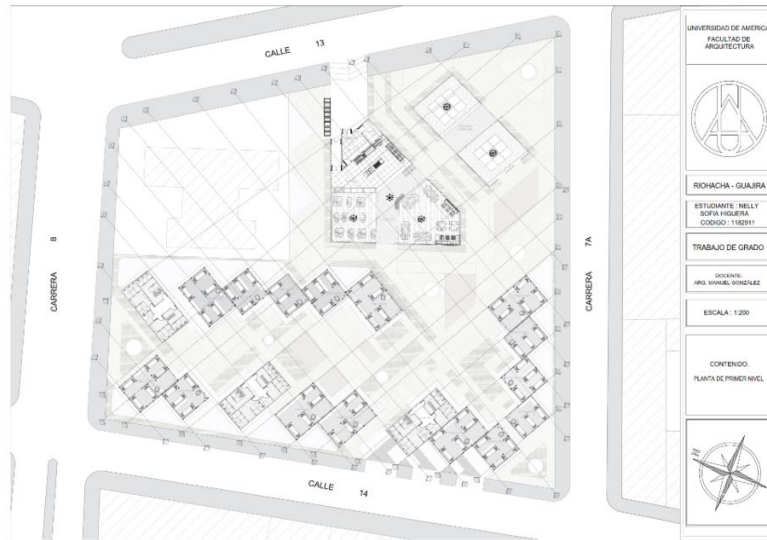 CALLE 13
CARRERA 8
CARRERA 7A
CALLE 14
UNIVERSIDAD DE AMERICA
FACULTAD DE
ARQUITECTURA
RIOHACHA - GUAJIRA
ESTUDIANTE : NELLY
SOFIA HIGUERA
CODIGO : 1182911
TRABAJO DE GRADO
DOCENTE:
ARQ. MANUEL GONZÁLEZ
ESCALA : 1:200
CONTENIDO:
PLANTA DE PRIMER NIVEL